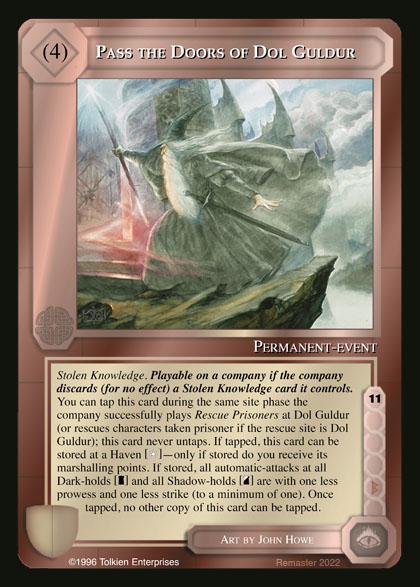 (4)
PASS THE DOORS OF DOL GULDUR
PERMANENT-EVENT
Stolen Knowledge. Playable on a company if the company
discards (for no effect) a Stolen Knowledge card it controls.
You can tap this card during the same site phase the
company successfully plays Rescue Prisoners at Dol Guldur
(or rescues characters taken prisoner if the rescue site is Dol
Guldur); this card never untaps. If tapped, this card can be
stored at a Haven [ ]—only if stored do you receive its
marshalling points. If stored, all automatic-attacks at all
Dark-holds [ ] and all Shadow-holds [ ] are with one less
prowess and one less strike (to a minimum of one). Once
tapped, no other copy of this card can be tapped.
11
ART BY JOHN HOWE
©1996 Tolkien Enterprises
Remaster 2022